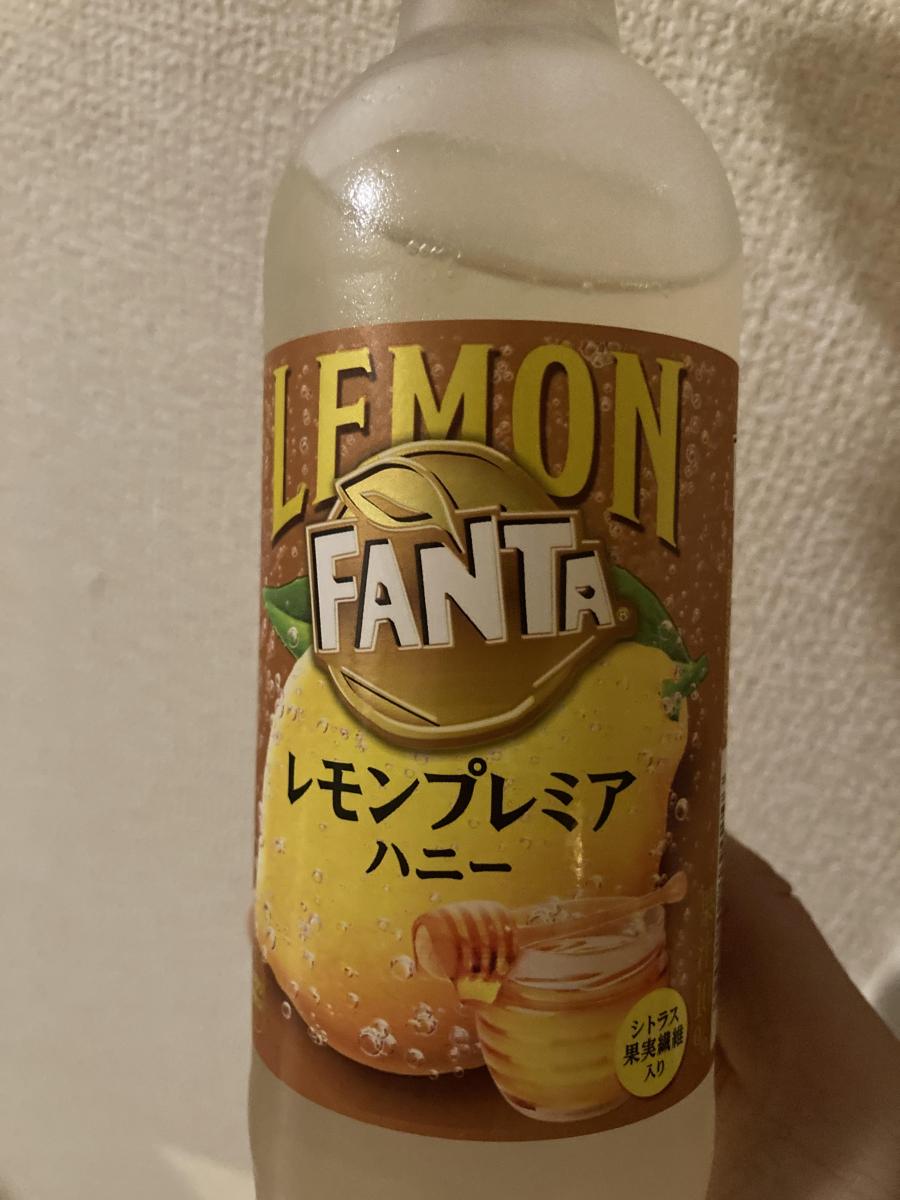 LEMON
FANTA®
レモンプレミア
ハニー
シトラス
果実繊維
入り